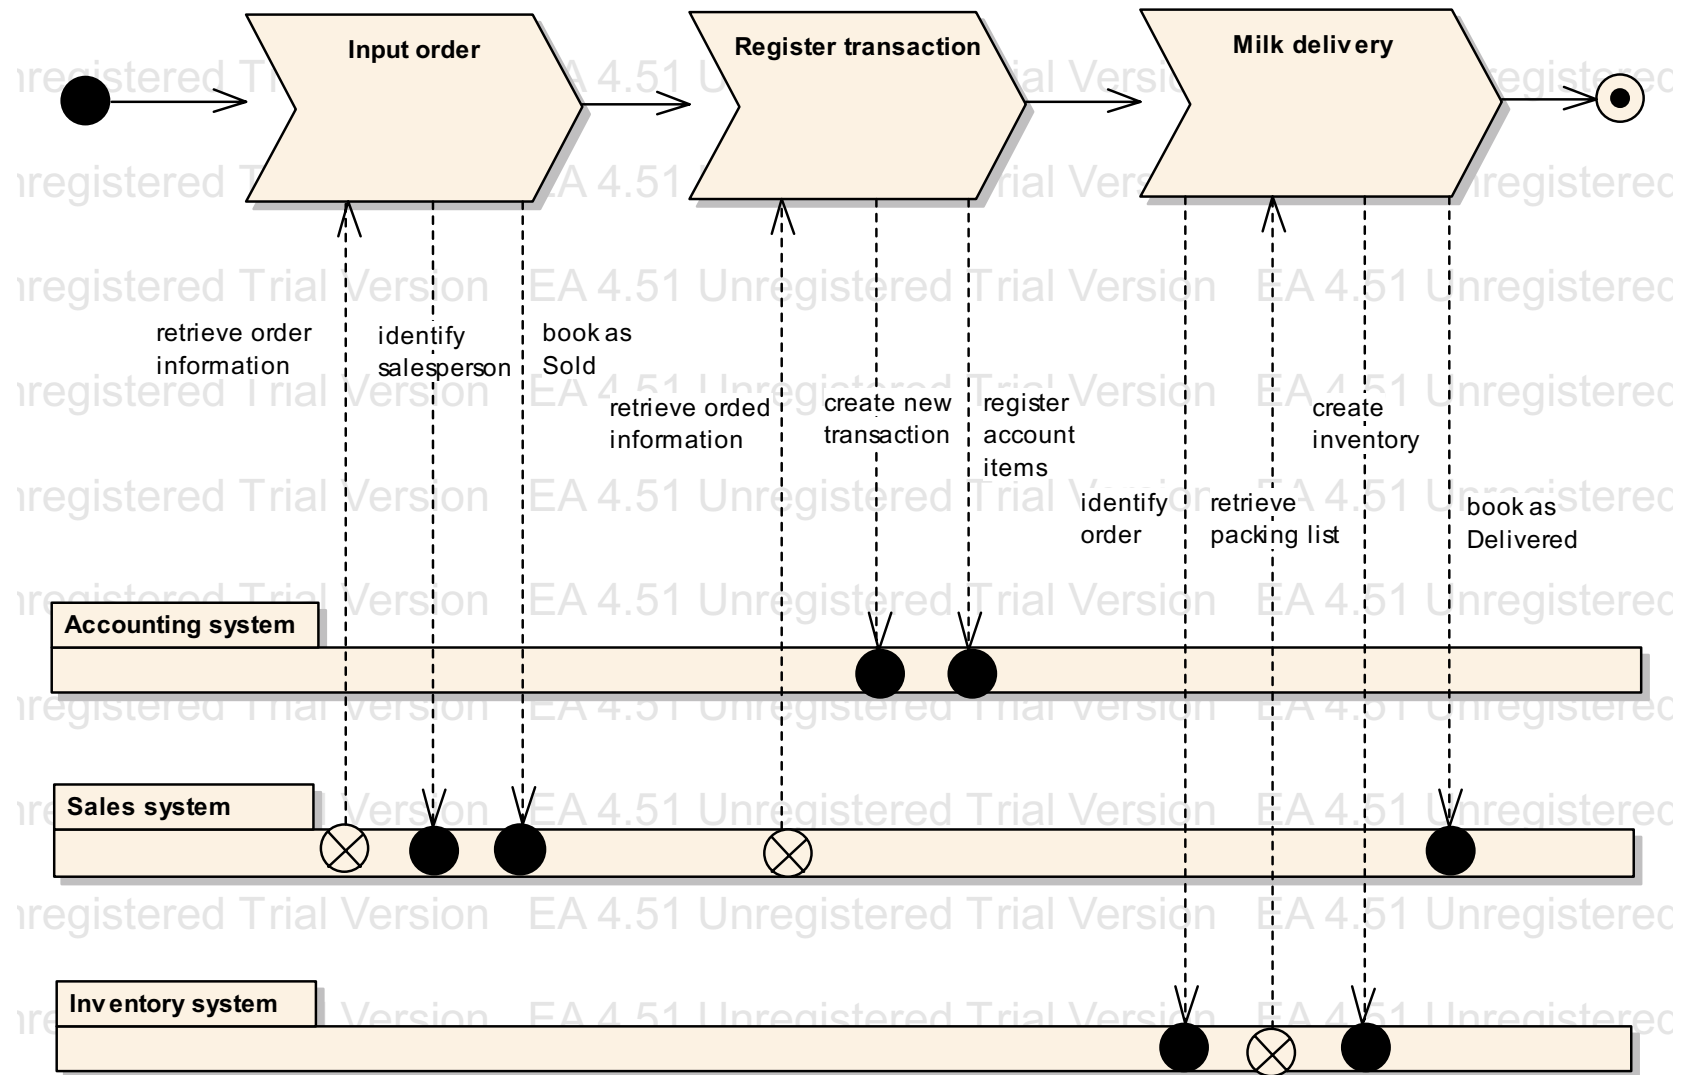 Input order
Register transaction
Milk delivery
retrieve order
information
identify
salesperson
book as
Sold
retrieve orded
information
create new
transaction
register
account
items
identify
order
retrieve
packing list
create
inventory
book as
Delivered
Accounting system
Sales system
Inventory system
EA 4.51 Unregistered Trial Version